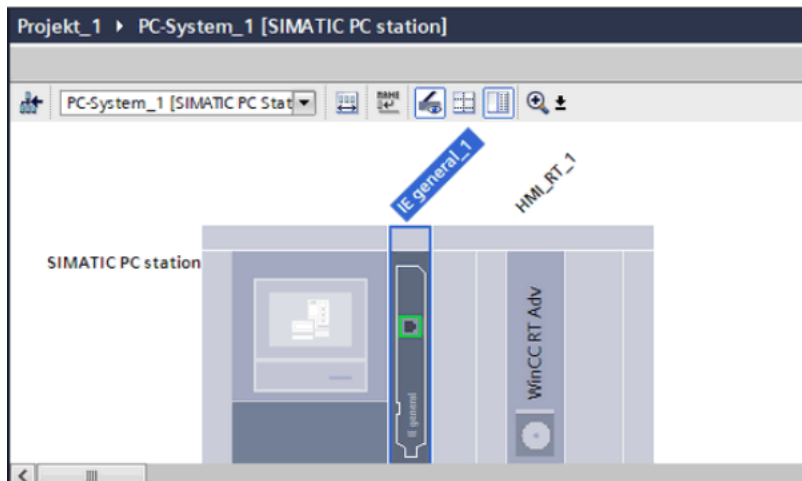 Projekt_1 ▸ PC-System_1 [SIMATIC PC station]
PC-System_1 [SIMATIC PC Stat
NAME
IE general_1
HMI_RT_1
SIMATIC PC station
WinCC RT Adv
IE general